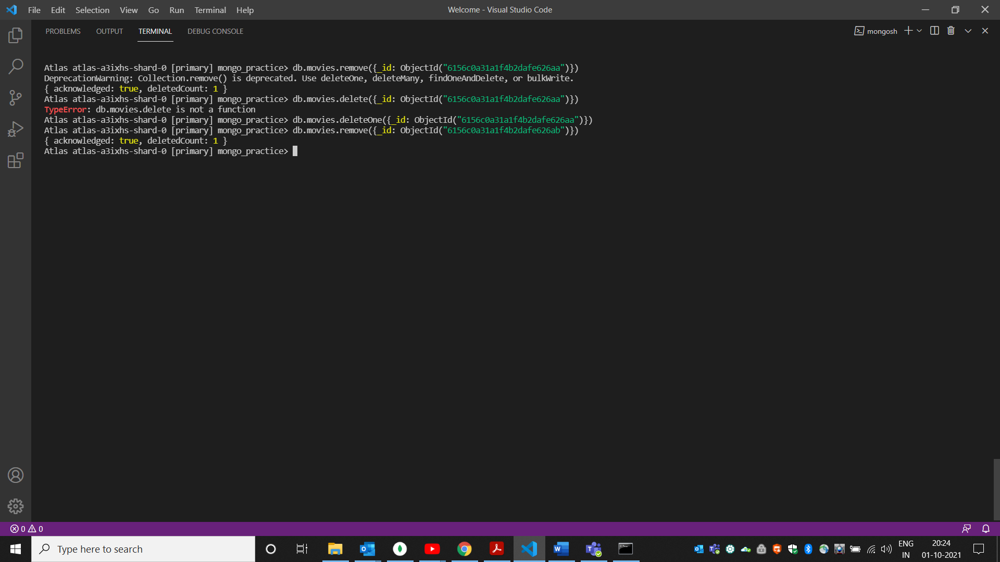 File Edit Selection View Go Run Terminal Help
Welcome - Visual Studio Code
PROBLEMS OUTPUT TERMINAL DEBUG CONSOLE
mongosh
Atlas atlas-a3ixhs-shard-0 [primary] mongo_practice> db.movies.remove({_id: ObjectId("6156c0a31a1f4b2dafe626aa")})
DeprecationWarning: Collection.remove() is deprecated. Use deleteOne, deleteMany, findOneAndDelete, or bulkWrite.
{ acknowledged: true, deletedCount: 1 }
Atlas atlas-a3ixhs-shard-0 [primary] mongo_practice> db.movies.delete({_id: ObjectId("6156c0a31a1f4b2dafe626aa")})
TypeError: db.movies.delete is not a function
Atlas atlas-a3ixhs-shard-0 [primary] mongo_practice> db.movies.deleteOne({_id: ObjectId("6156c0a31a1f4b2dafe626aa")})
Atlas atlas-a3ixhs-shard-0 [primary] mongo_practice> db.movies.remove({_id: ObjectId("6156c0a31a1f4b2dafe626ab")})
{ acknowledged: true, deletedCount: 1 }
Atlas atlas-a3ixhs-shard-0 [primary] mongo_practice>
0 0
Type here to search
ENG
IN
20:24
01-10-2021